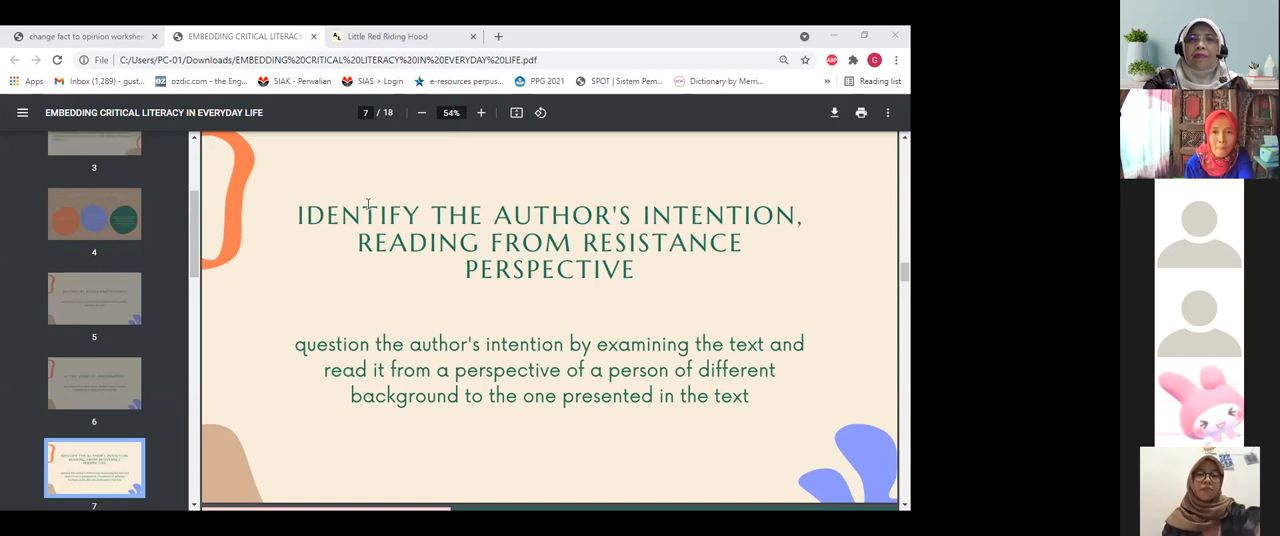 change fact to opinion workshee
EMBEDDING CRITICAL LITERACY
Little Red Riding Hood
G
File
C:/Users/PC-01/Downloads/EMBEDDING%20CRITICAL%20LITERACY%20IN%20EVERYDAY%20LIFE.pdf
ABP
G
Apps
Inbox (1,289) - gustin...
ozdic.com - the Eng...
SIAK - Perwalian
SIAS > Login
e-resources perpus...
PPG 2021
SPOT | Sistem Pem...
Dictionary by Merri...
»
Reading list
EMBEDDING CRITICAL LITERACY IN EVERYDAY LIFE
7 / 18
54%
3
4
5
6
7
IDENTIFY THE AUTHOR'S INTENTION,
READING FROM RESISTANCE
PERSPECTIVE
question the author's intention by examining the text and
read it from a perspective of a person of different
background to the one presented in the text